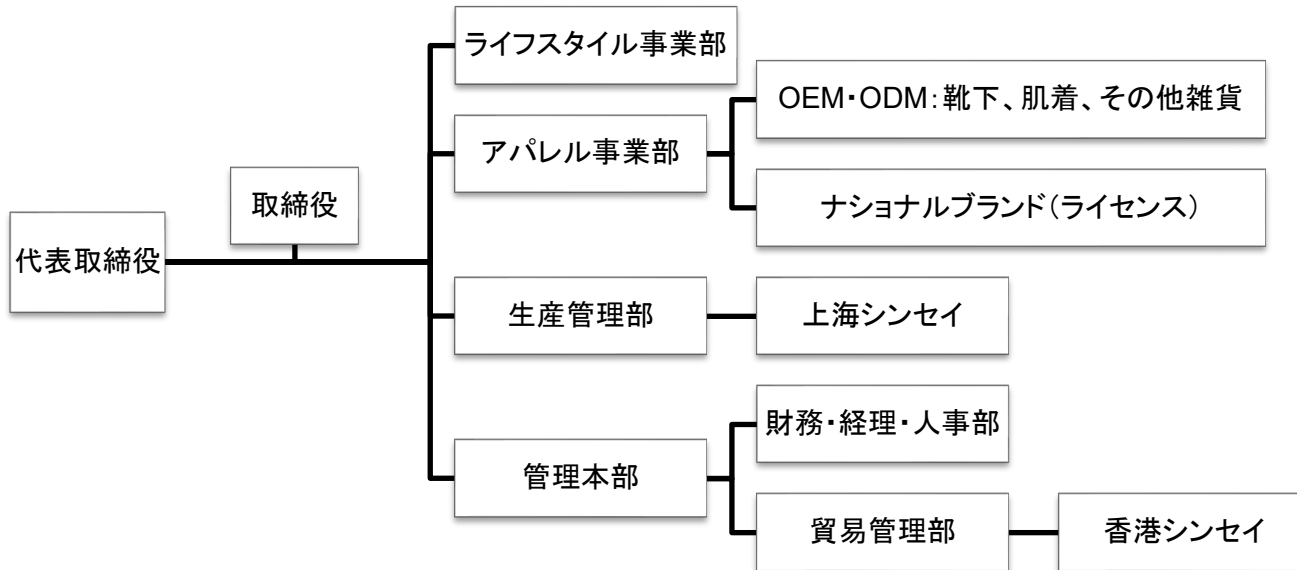 代表取締役
取締役
ライフスタイル事業部
アパレル事業部
OEM・ODM:靴下、肌着、その他雑貨
ナショナルブランド(ライセンス)
生産管理部
上海シンセイ
管理本部
財務・経理・人事部
貿易管理部
香港シンセイ